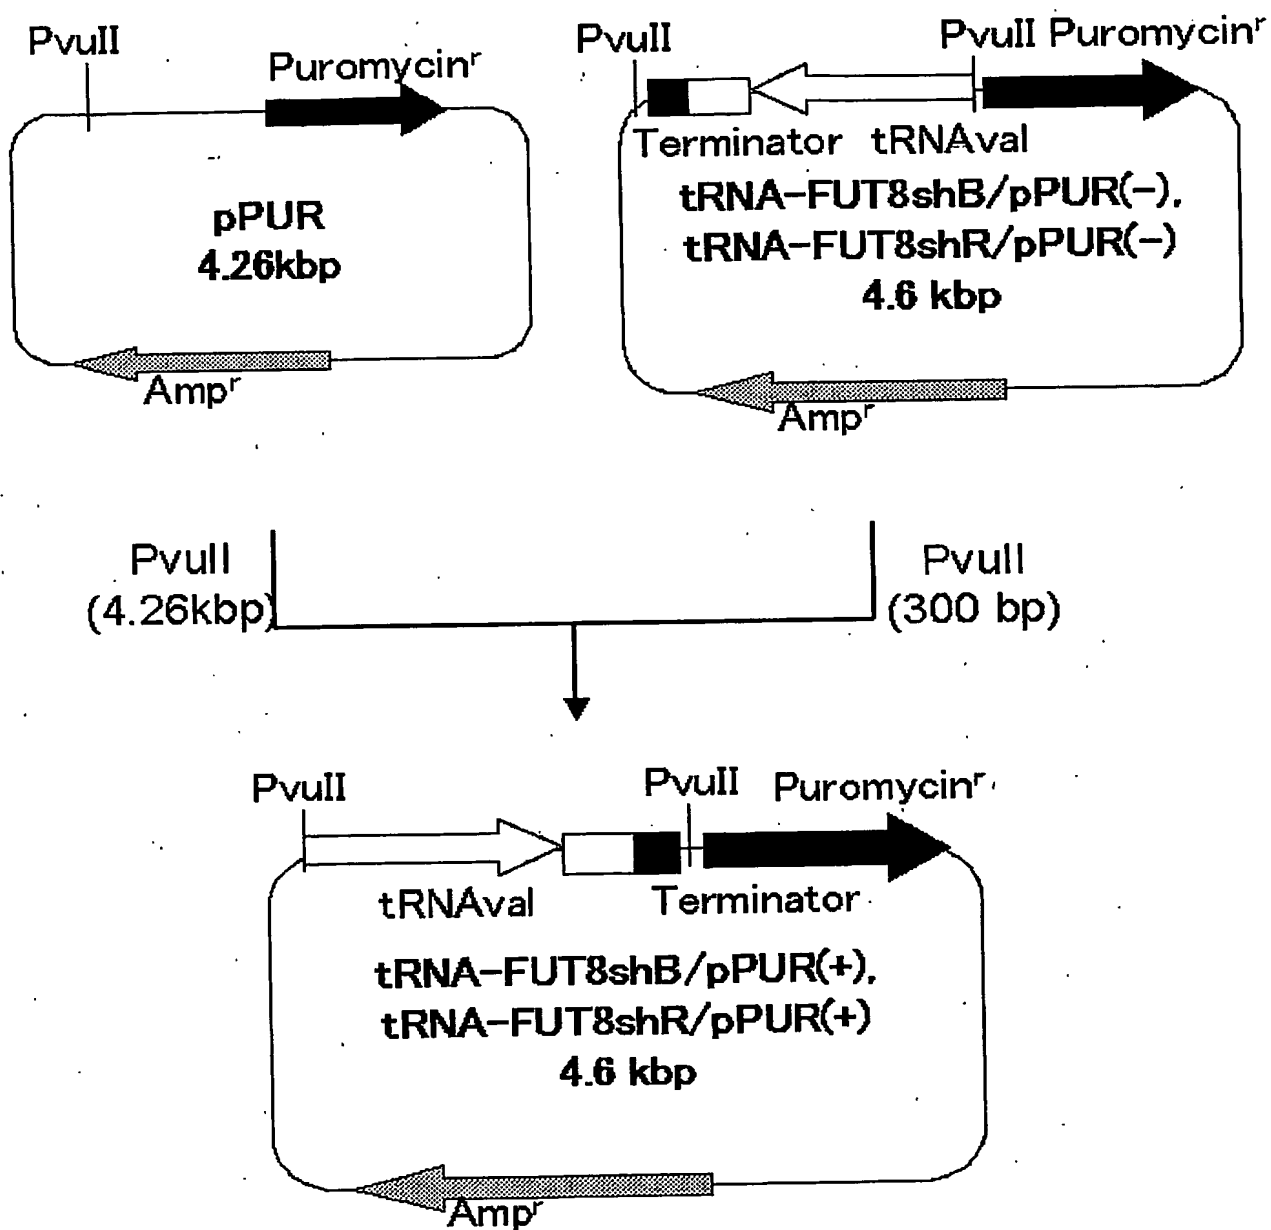 PvuII
Puromycinʳ
pPUR
4.26kbp
Ampʳ
PvuII
PvuII Puromycinʳ
Terminator tRNAval
tRNA-FUT8shB/pPUR(-),
tRNA-FUT8shR/pPUR(-)
4.6 kbp
Ampʳ
PvuII
(4.26kbp)
PvuII
(300 bp)
PvuII
PvuII
Puromycinʳ
tRNAval
Terminator
tRNA-FUT8shB/pPUR(+),
tRNA-FUT8shR/pPUR(+)
4.6 kbp
Ampʳ